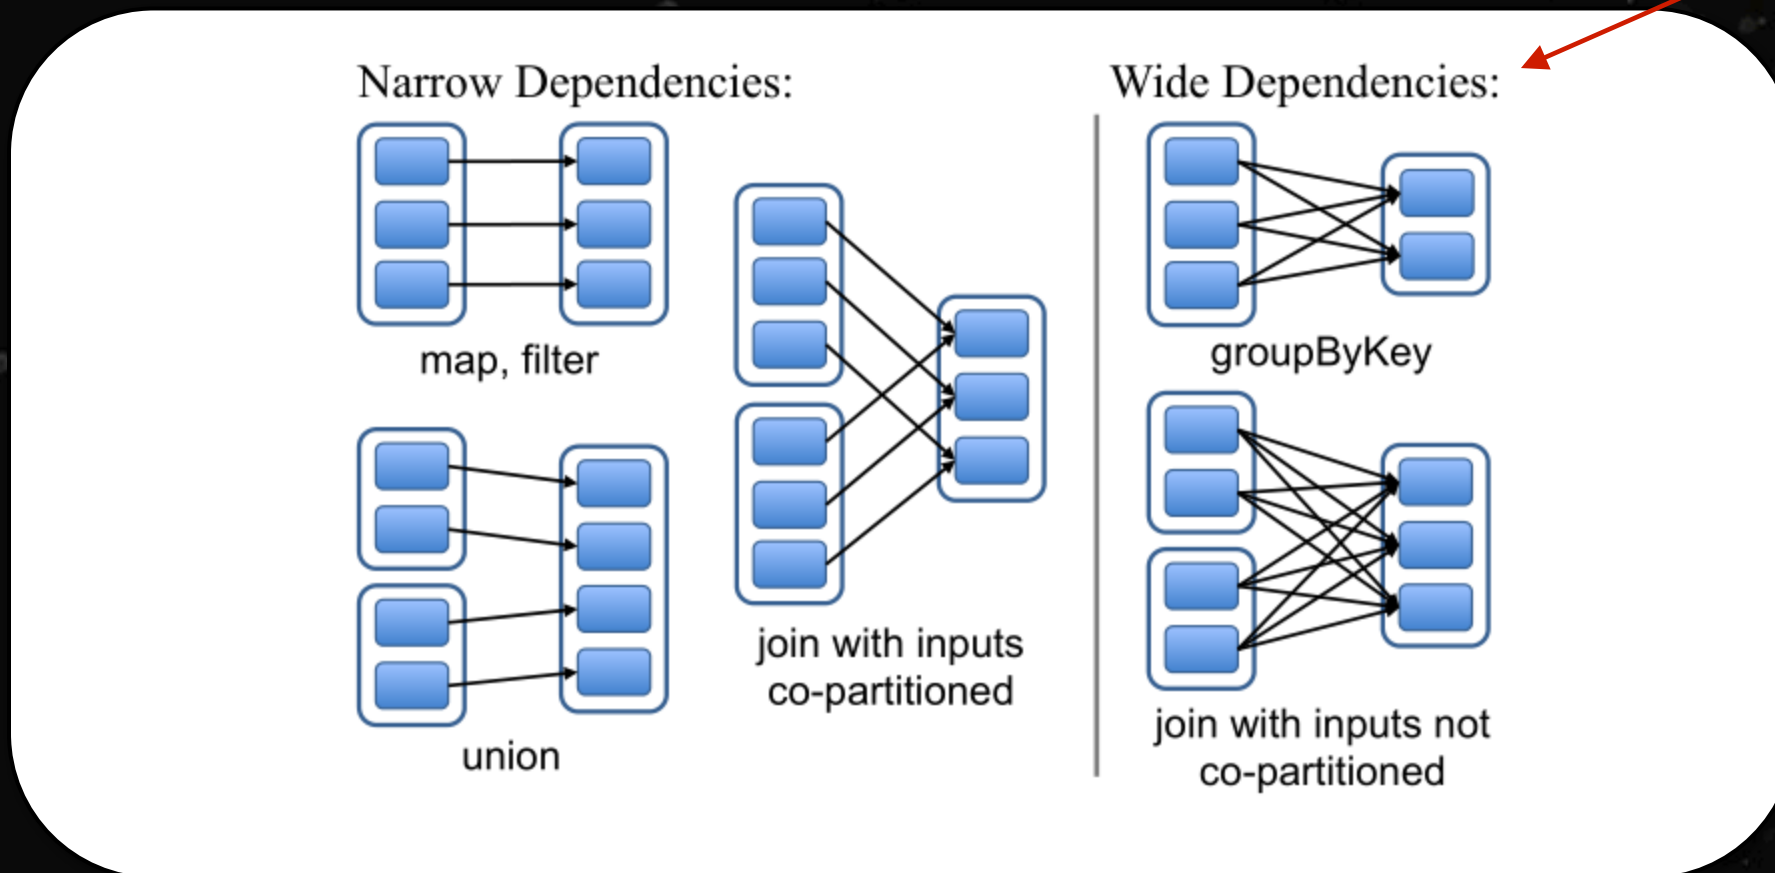 Narrow Dependencies:
map, filter
union
join with inputs
co-partitioned
Wide Dependencies:
groupByKey
join with inputs not
co-partitioned